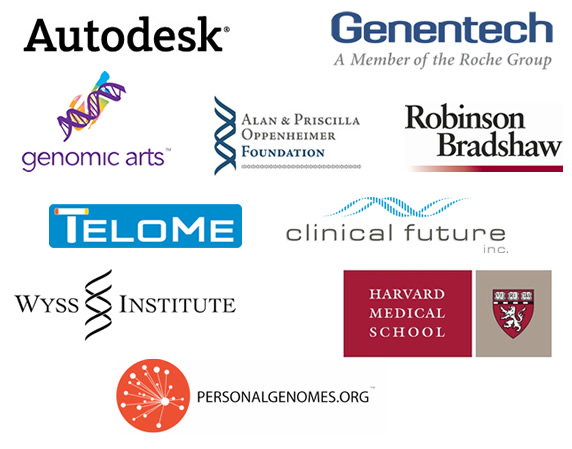 Autodesk®
Genentech
A Member of the Roche Group
genomic arts™
ALAN & PRISCILLA
OPPENHEIMER
FOUNDATION
Robinson
Bradshaw
TELOME
clinical future
inc.
WYSS INSTITUTE
HARVARD
MEDICAL
SCHOOL
PERSONALGENOMES.ORG™